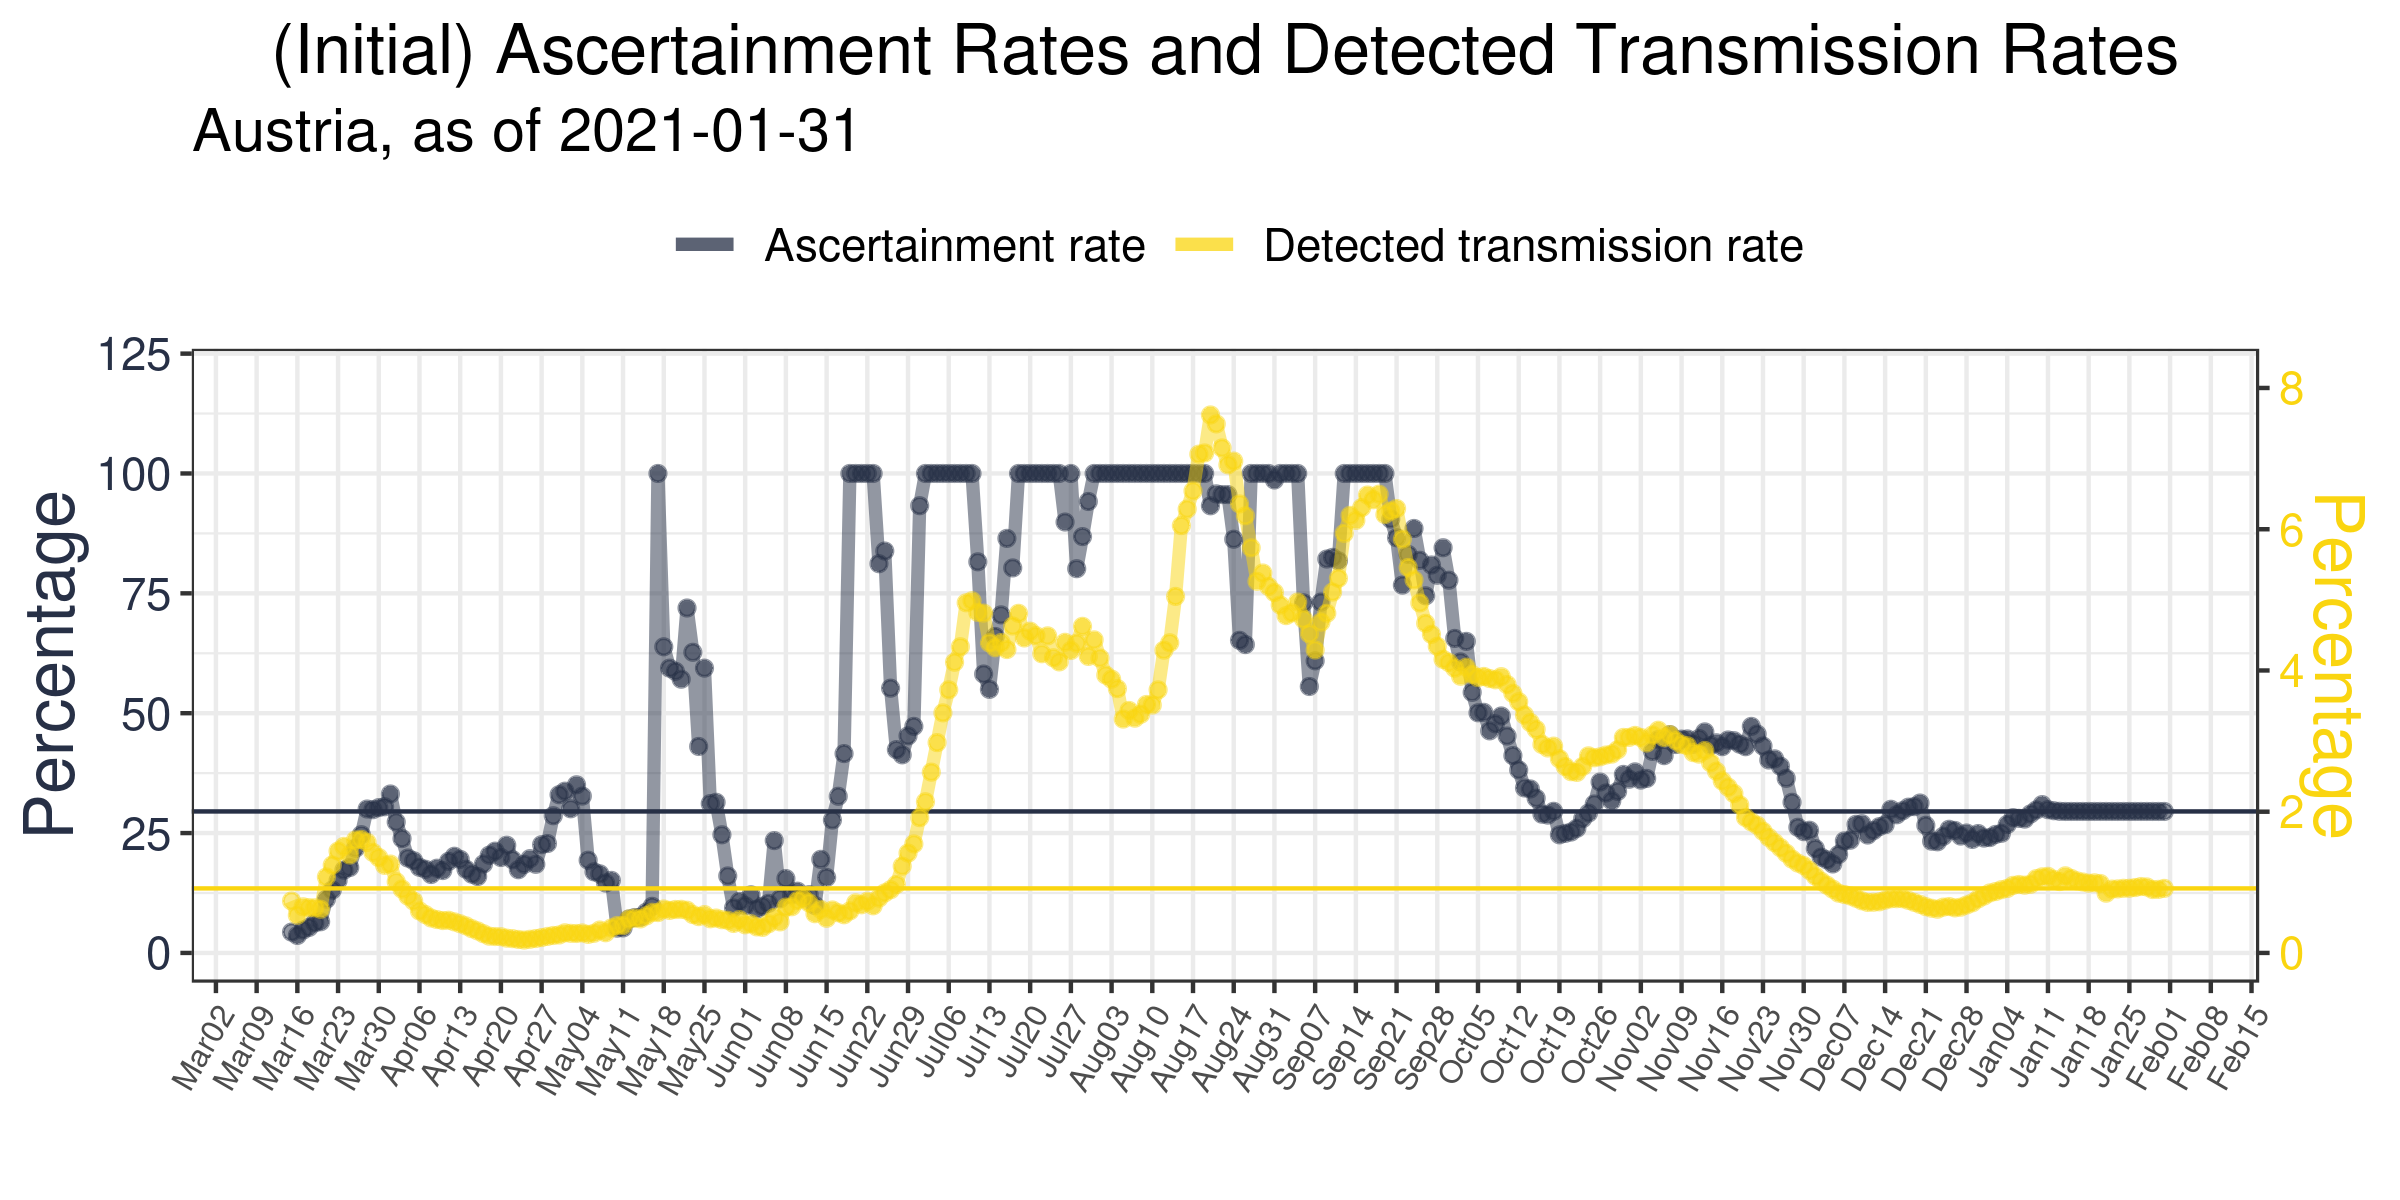 (Initial) Ascertainment Rates and Detected Transmission Rates
Austria, as of 2021-01-31
Ascertainment rate
Detected transmission rate
Percentage
125
100
75
50
25
0
8
6
4
2
0
Percentage
Mar02
Mar09
Mar16
Mar23
Mar30
Apr06
Apr13
Apr20
Apr27
May04
May11
May18
May25
Jun01
Jun08
Jun15
Jun22
Jun29
Jul06
Jul13
Jul20
Jul27
Aug03
Aug10
Aug17
Aug24
Aug31
Sep07
Sep14
Sep21
Sep28
Oct05
Oct12
Oct19
Oct26
Nov02
Nov09
Nov16
Nov23
Nov30
Dec07
Dec14
Dec21
Dec28
Jan04
Jan11
Jan18
Jan25
Feb01
Feb08
Feb15